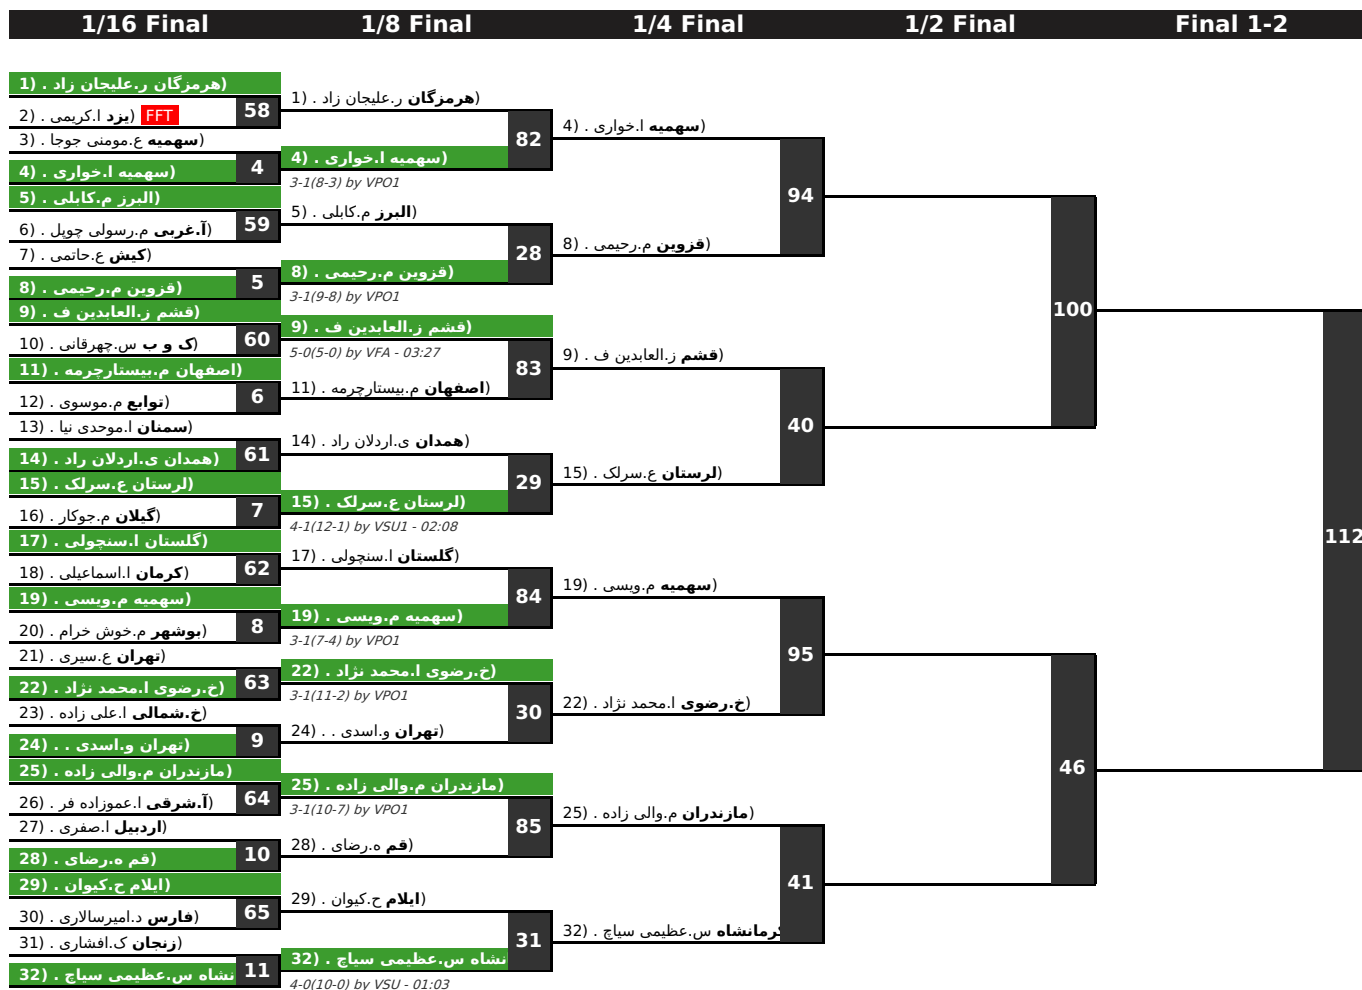 1/16 Final
1/8 Final
1/4 Final
1/2 Final
Final 1-2
1) . هرمزگان ر.علیجان زاد)
2) . یزد ا.کریمی) FFT
58
3) . سهمیه ع.مومنی جوجا)
4) . سهمیه ا.خواری)
4
5) . البرز م.کابلی)
6) . آ.غربی م.رسولی چوپل)
59
7) . کیش ع.حاتمی)
8) . قزوین م.رحیمی)
5
9) . قشم ز.العابدین ف)
10) . ک و ب س.چهرقانی)
60
11) . اصفهان م.بیستارچرمه)
12) . توابع م.موسوی)
6
13) . سمنان ا.موحدی نیا)
14) . همدان ی.اردلان راد)
61
15) . لرستان ع.سرلک)
16) . گیلان م.جوکار)
7
17) . گلستان ا.سنچولی)
18) . کرمان ا.اسماعیلی)
62
19) . سهمیه م.ویسی)
20) . بوشهر م.خوش خرام)
8
21) . تهران ع.سیری)
22) . خ.رضوی ا.محمد نژاد)
63
23) . خ.شمالی ا.علی زاده)
24) . . تهران و.اسدی)
9
25) . مازندران م.والی زاده)
26) . آ.شرقی ا.عموزاده فر)
64
27) . اردبیل ا.صفری)
28) . قم ه.رضای)
10
29) . ایلام ح.کیوان)
30) . فارس د.امیرسالاری)
65
31) . زنجان ک.افشاری)
32) . نشاه س.عظیمی سیاچ
11
1) . هرمزگان ر.علیجان زاد)
82
4) . سهمیه ا.خواری)
3-1(8-3) by VPO1
5) . البرز م.کابلی)
28
8) . قزوین م.رحیمی)
3-1(9-8) by VPO1
9) . قشم ز.العابدین ف)
5-0(5-0) by VFA - 03:27
83
11) . اصفهان م.بیستارچرمه)
14) . همدان ی.اردلان راد)
29
15) . لرستان ع.سرلک)
4-1(12-1) by VSU1 - 02:08
17) . گلستان ا.سنچولی)
84
19) . سهمیه م.ویسی)
3-1(7-4) by VPO1
22) . خ.رضوی ا.محمد نژاد)
3-1(11-2) by VPO1
30
24) . . تهران و.اسدی)
25) . مازندران م.والی زاده)
3-1(10-7) by VPO1
85
28) . قم ه.رضای)
29) . ایلام ح.کیوان)
31
32) . نشاه س.عظیمی سیاچ
4-0(10-0) by VSU - 01:03
4) . سهمیه ا.خواری)
94
8) . قزوین م.رحیمی)
9) . قشم ز.العابدین ف)
40
15) . لرستان ع.سرلک)
19) . سهمیه م.ویسی)
95
22) . خ.رضوی ا.محمد نژاد)
25) . مازندران م.والی زاده)
41
32) . کرمانشاه س.عظیمی سیاچ
100
46
112